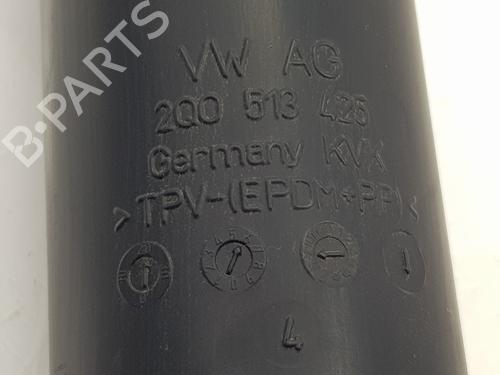 VW AG
2Q0 513 425
Germany KVX
>TPV-(EPDM+PP)<
4
B-PARTS